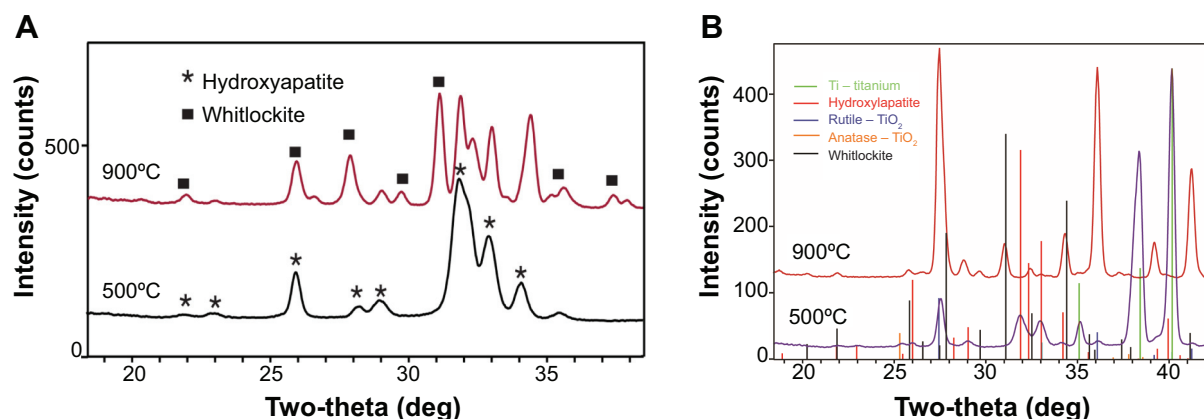 A
* Hydroxyapatite
■ Whitlockite
500
900ºC
500ºC
0
20 25 30 35
Two-theta (deg)
Intensity (counts)
B
Ti – titanium
Hydroxylapatite
Rutile – TiO₂
Anatase – TiO₂
Whitlockite
400
300
200
900ºC
100
500ºC
0
20 25 30 35 40
Two-theta (deg)
Intensity (counts)